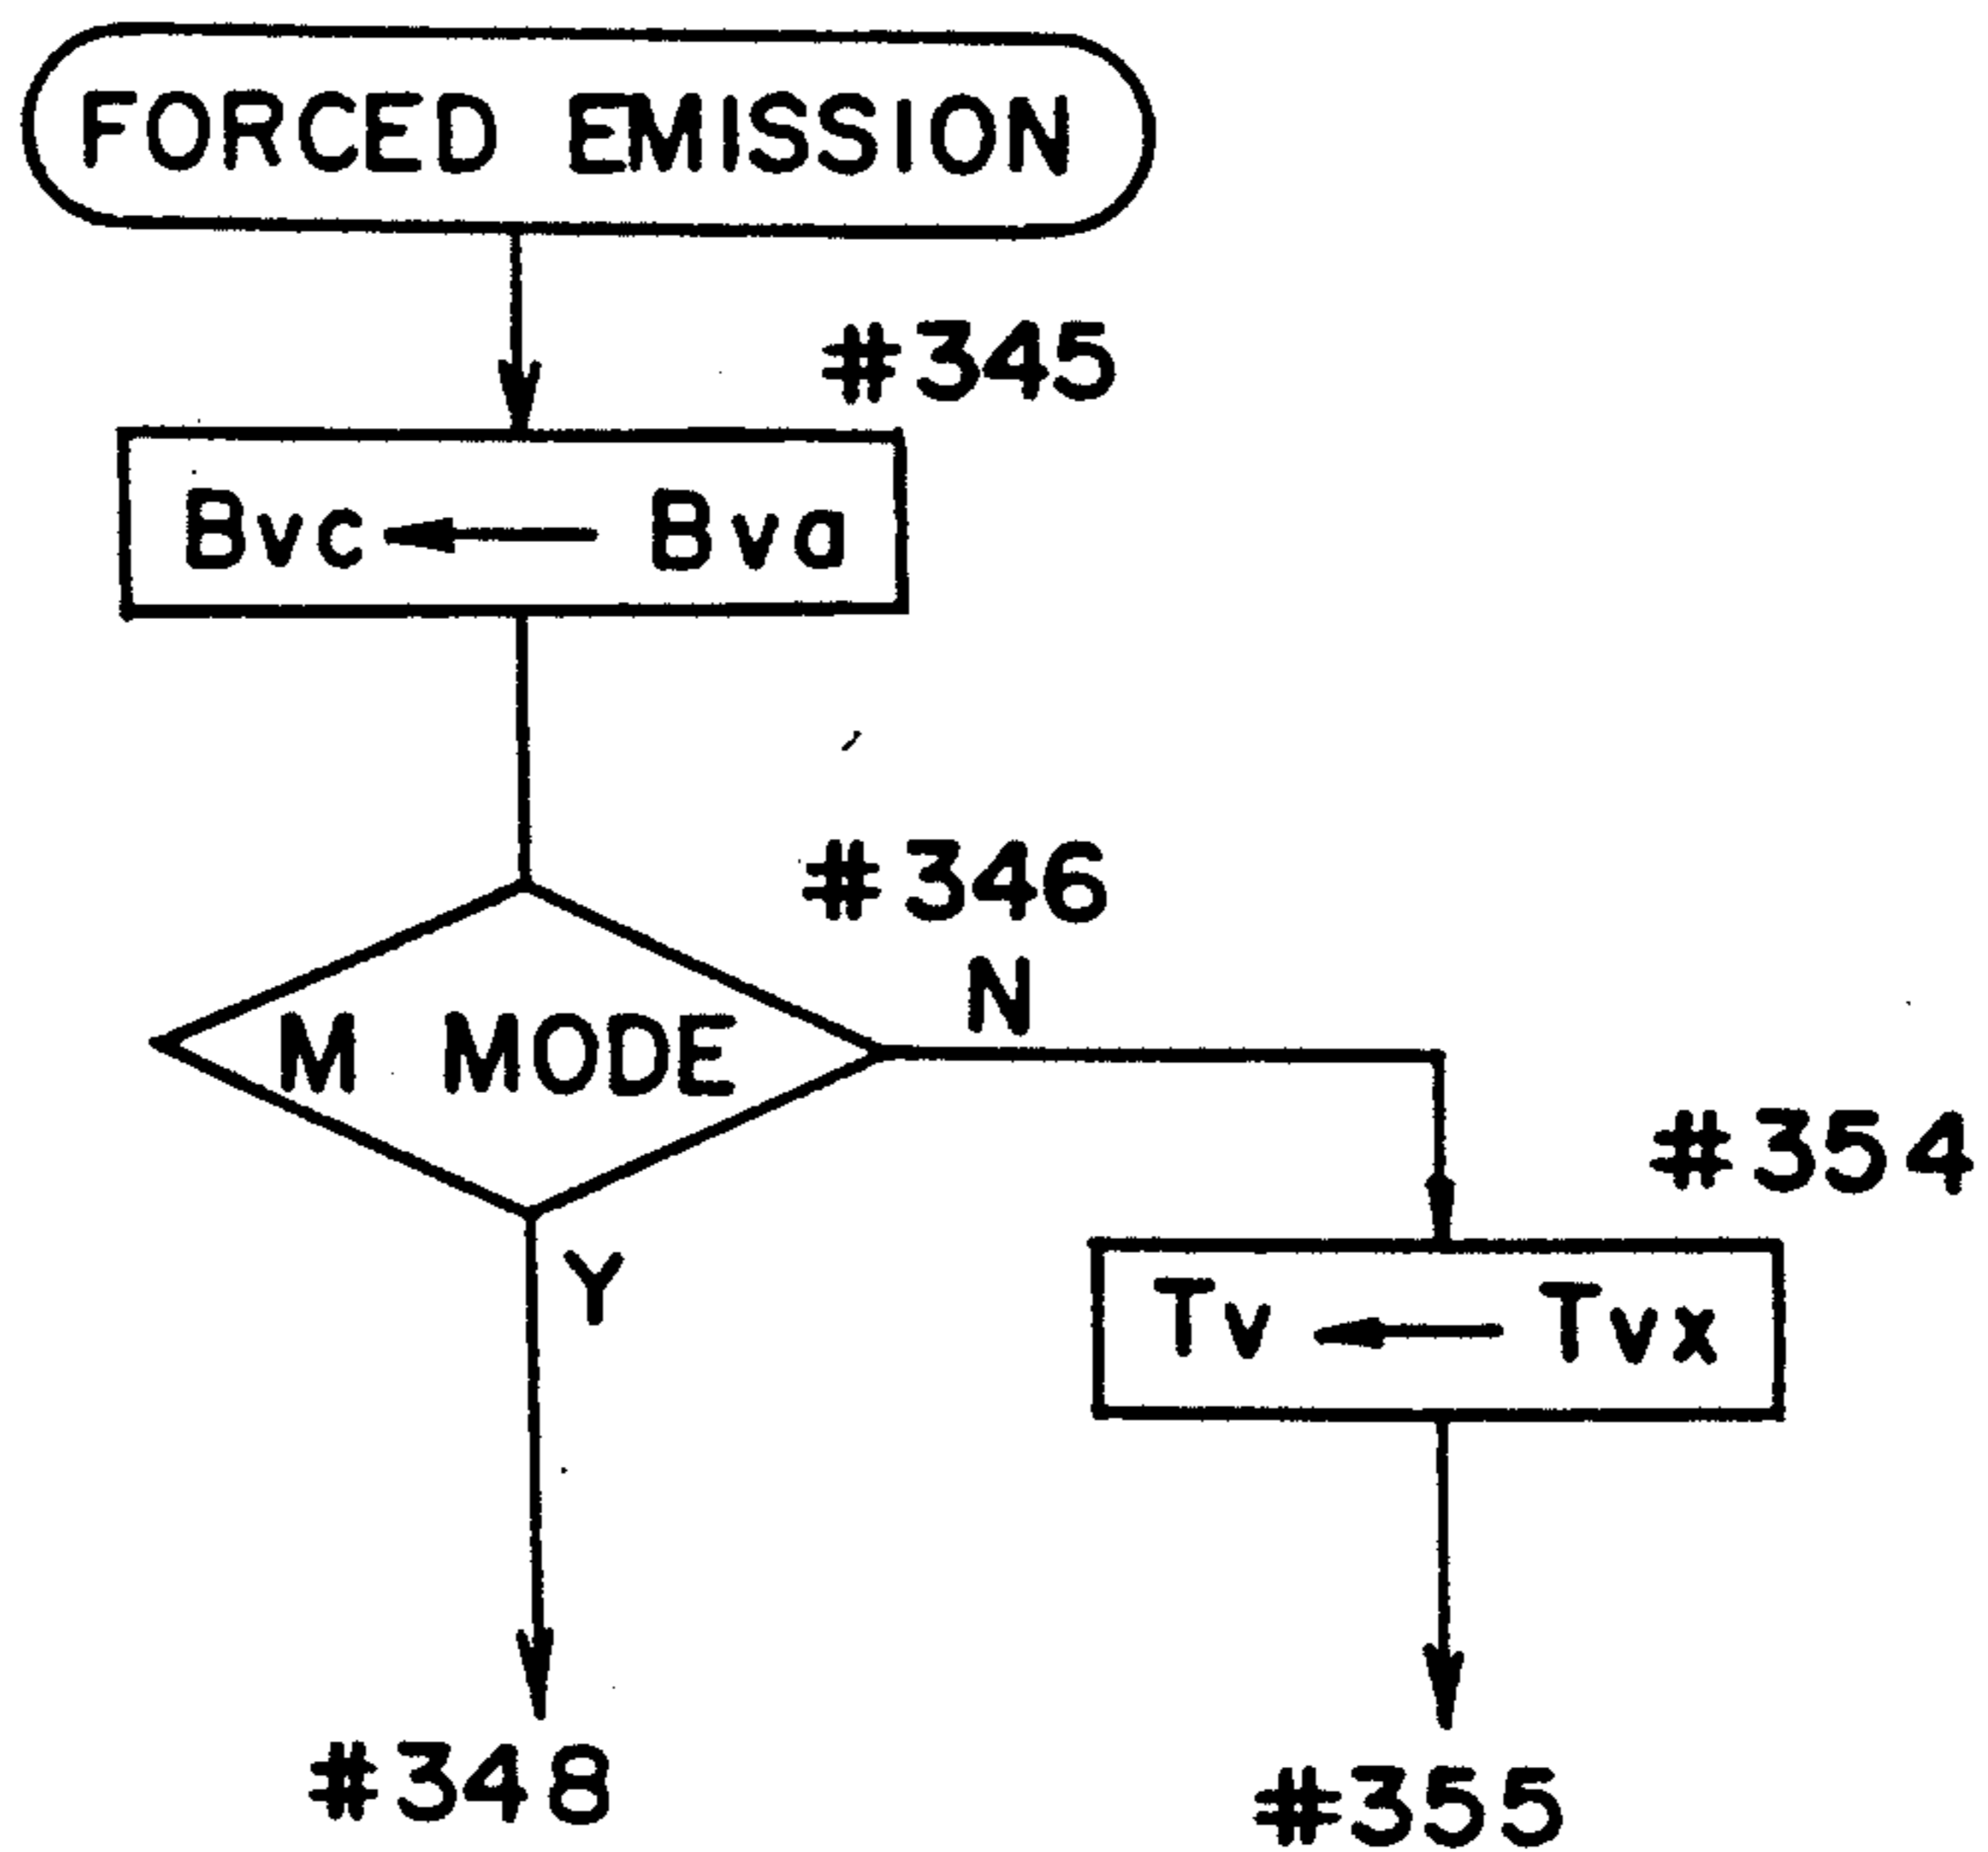 FORCED EMISSION
#345
Bvc ← Bva
#346
N
M MODE
#354
Y
Tv ← Tvx
#348
#355